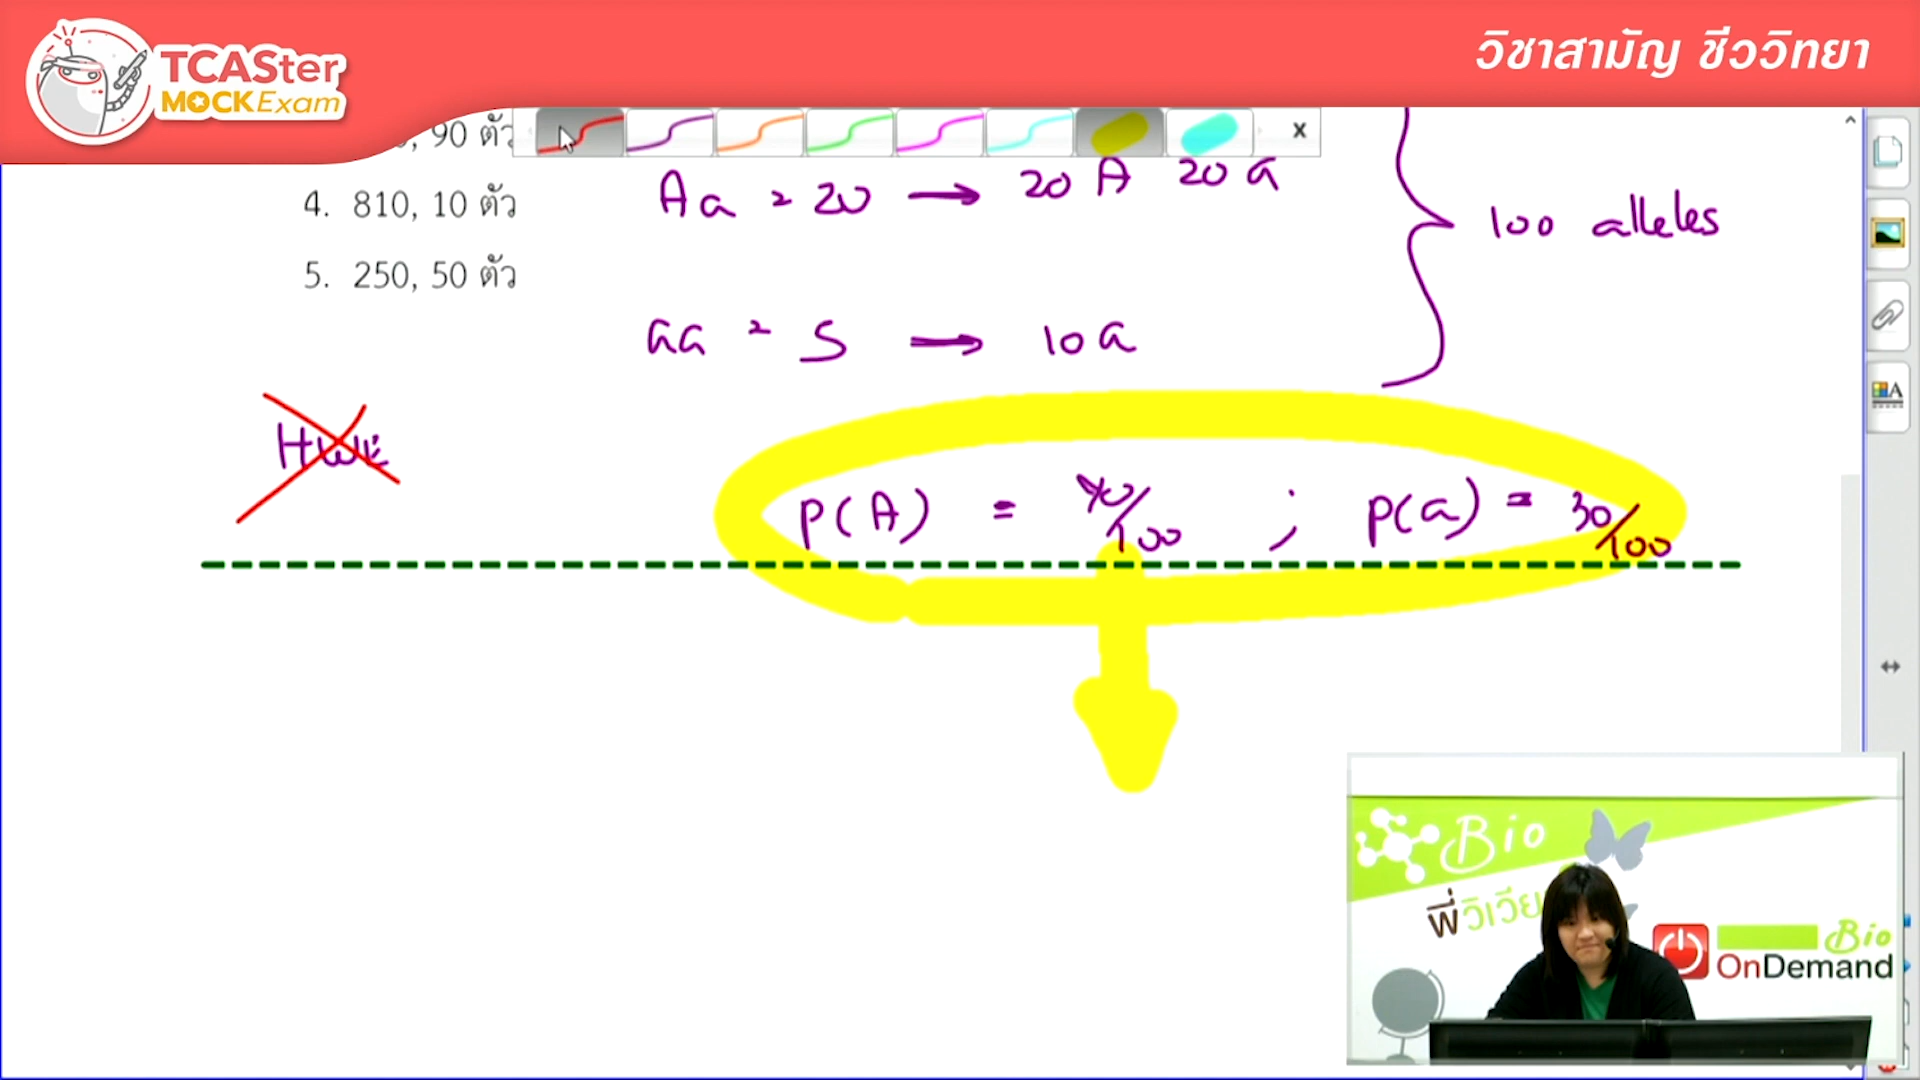 TCASter
MOCK Exam
วิชาสามัญ ชีววิทยา
, 90 ตัว
x
4. 810, 10 ตัว
Aa = 20 → 20 A 20 a
5. 250, 50 ตัว
100 alleles
aa = 5 → 10 a
HWE
p(A) = 70/100 ; p(a) = 30/100
Bio
พี่วิเวีย
Bio
OnDemand